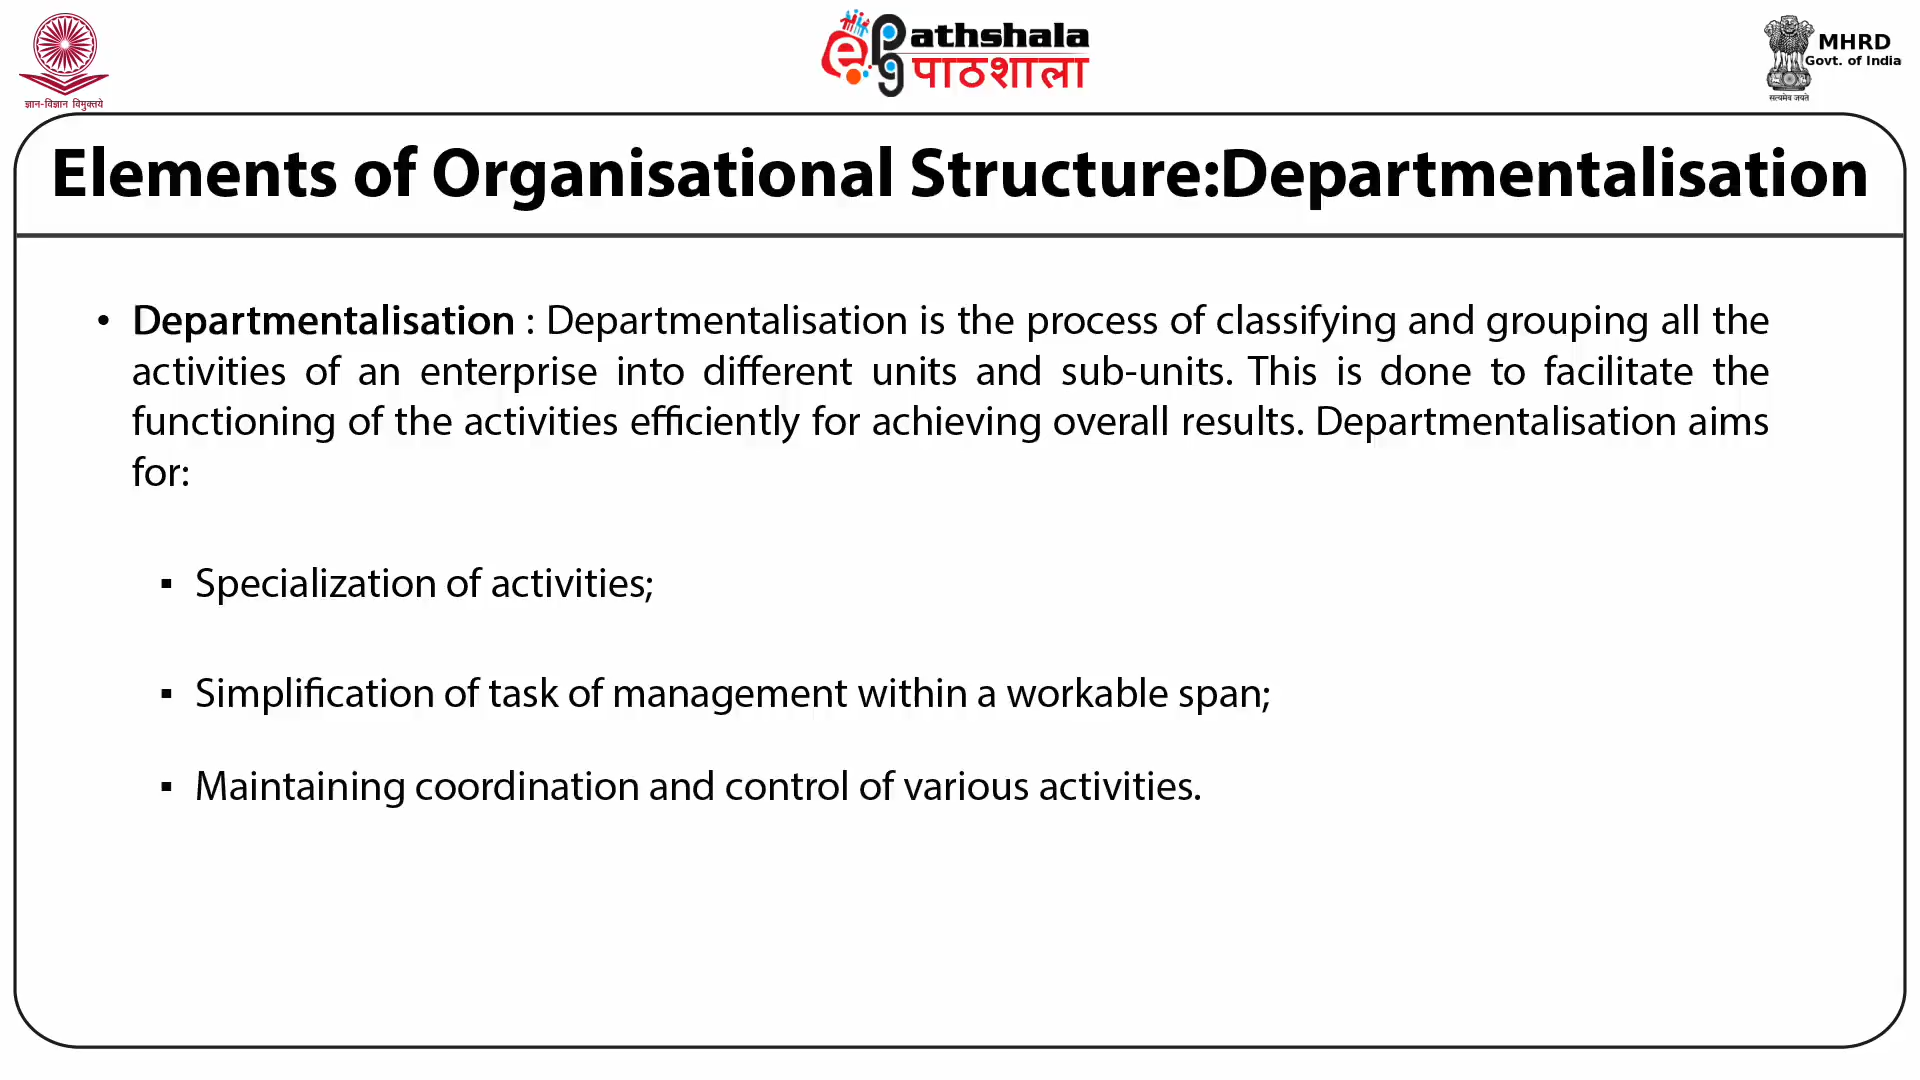 ज्ञान-विज्ञान विमुक्तये
e Pathshala
पाठशाला
MHRD
Govt. of India
सत्यमेव जयते
Elements of Organisational Structure:Departmentalisation
• Departmentalisation : Departmentalisation is the process of classifying and grouping all the
activities of an enterprise into different units and sub-units. This is done to facilitate the
functioning of the activities efficiently for achieving overall results. Departmentalisation aims
for:
▪ Specialization of activities;
▪ Simplification of task of management within a workable span;
▪ Maintaining coordination and control of various activities.